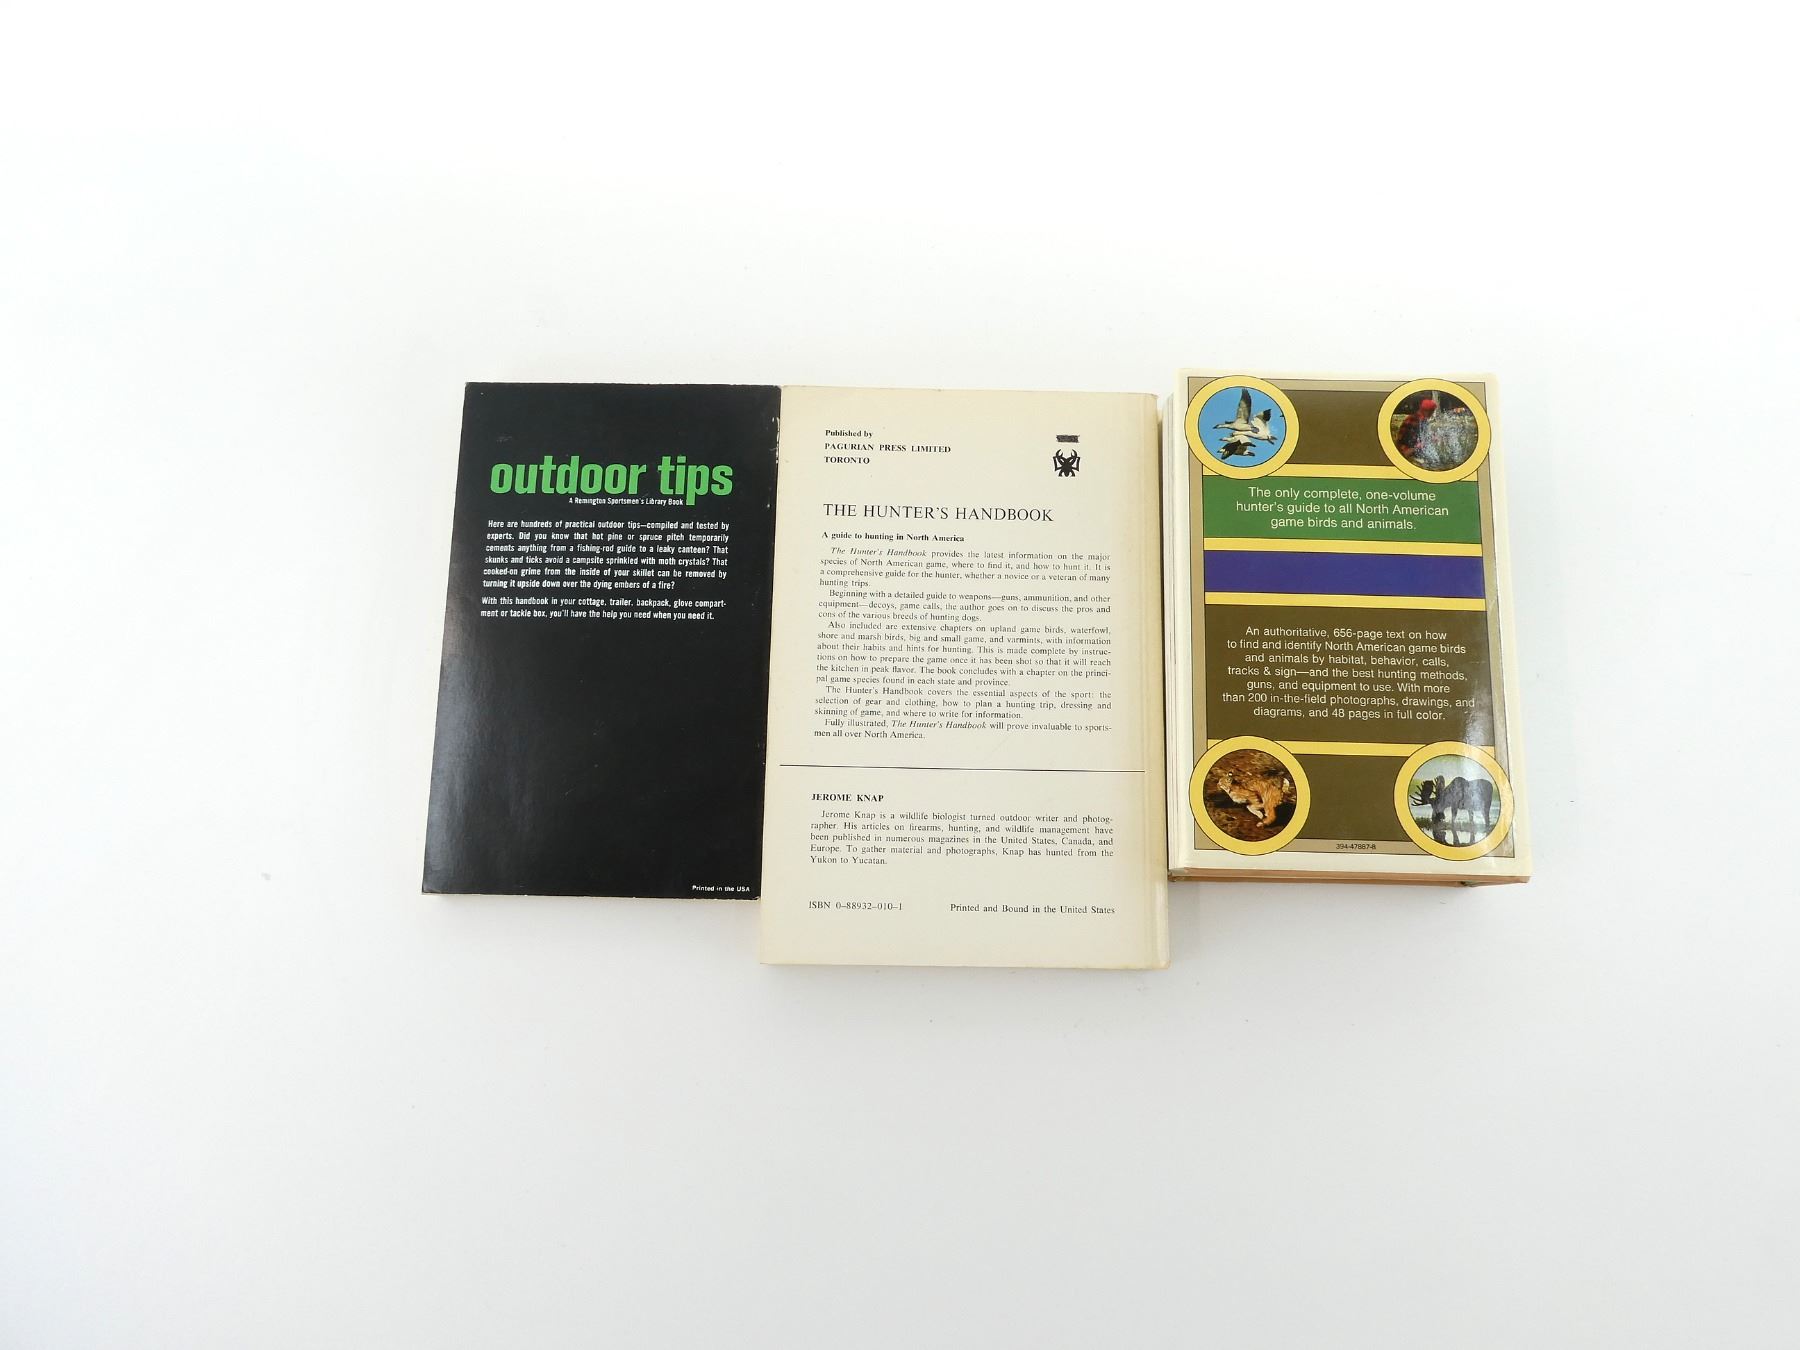 outdoor tips
A Remington Sportsmen's Library Book
Here are hundreds of practical outdoor tips—compiled and tested by
experts. Did you know that hot pine or spruce pitch temporarily
cements anything from a fishing-rod guide to a leaky canteen? That
skunks and ticks avoid a campsite sprinkled with moth crystals? That
cooked-on grime from the inside of your skillet can be removed by
turning it upside down over the dying embers of a fire?
With this handbook in your cottage, trailer, backpack, glove compart-
ment or tackle box, you'll have the help you need when you need it.
Printed in the USA
Published by
PAGURIAN PRESS LIMITED
TORONTO
THE HUNTER'S HANDBOOK
A guide to hunting in North America
The Hunter's Handbook provides the latest information on the major
species of North American game, where to find it, and how to hunt it. It is
a comprehensive guide for the hunter, whether a novice or a veteran of many
hunting trips.
Beginning with a detailed guide to weapons—guns, ammunition, and other
equipment—decoys, game calls, the author goes on to discuss the pros and
cons of the various breeds of hunting dogs.
Also included are extensive chapters on upland game birds, waterfowl,
shore and marsh birds, big and small game, and varmints, with information
about their habits and hints for hunting. This is made complete by instruc-
tions on how to prepare the game once it has been shot so that it will reach
the kitchen in peak flavor. The book concludes with a chapter on the princi-
pal game species found in each state and province.
The Hunter's Handbook covers the essential aspects of the sport: the
selection of gear and clothing, how to plan a hunting trip, dressing and
skinning of game, and where to write for information.
Fully illustrated, The Hunter's Handbook will prove invaluable to sports-
men all over North America.
JEROME KNAP
Jerome Knap is a wildlife biologist turned outdoor writer and photog-
rapher. His articles on firearms, hunting, and wildlife management have
been published in numerous magazines in the United States, Canada, and
Europe. To gather material and photographs, Knap has hunted from the
Yukon to Yucatan.
ISBN 0-88932-010-1
Printed and Bound in the United States
The only complete, one-volume
hunter's guide to all North American
game birds and animals.
An authoritative, 656-page text on how
to find and identify North American game birds
and animals by habitat, behavior, calls,
tracks & sign—and the best hunting methods,
guns, and equipment to use. With more
than 200 in-the-field photographs, drawings, and
diagrams, and 48 pages in full color.
394-47887-8